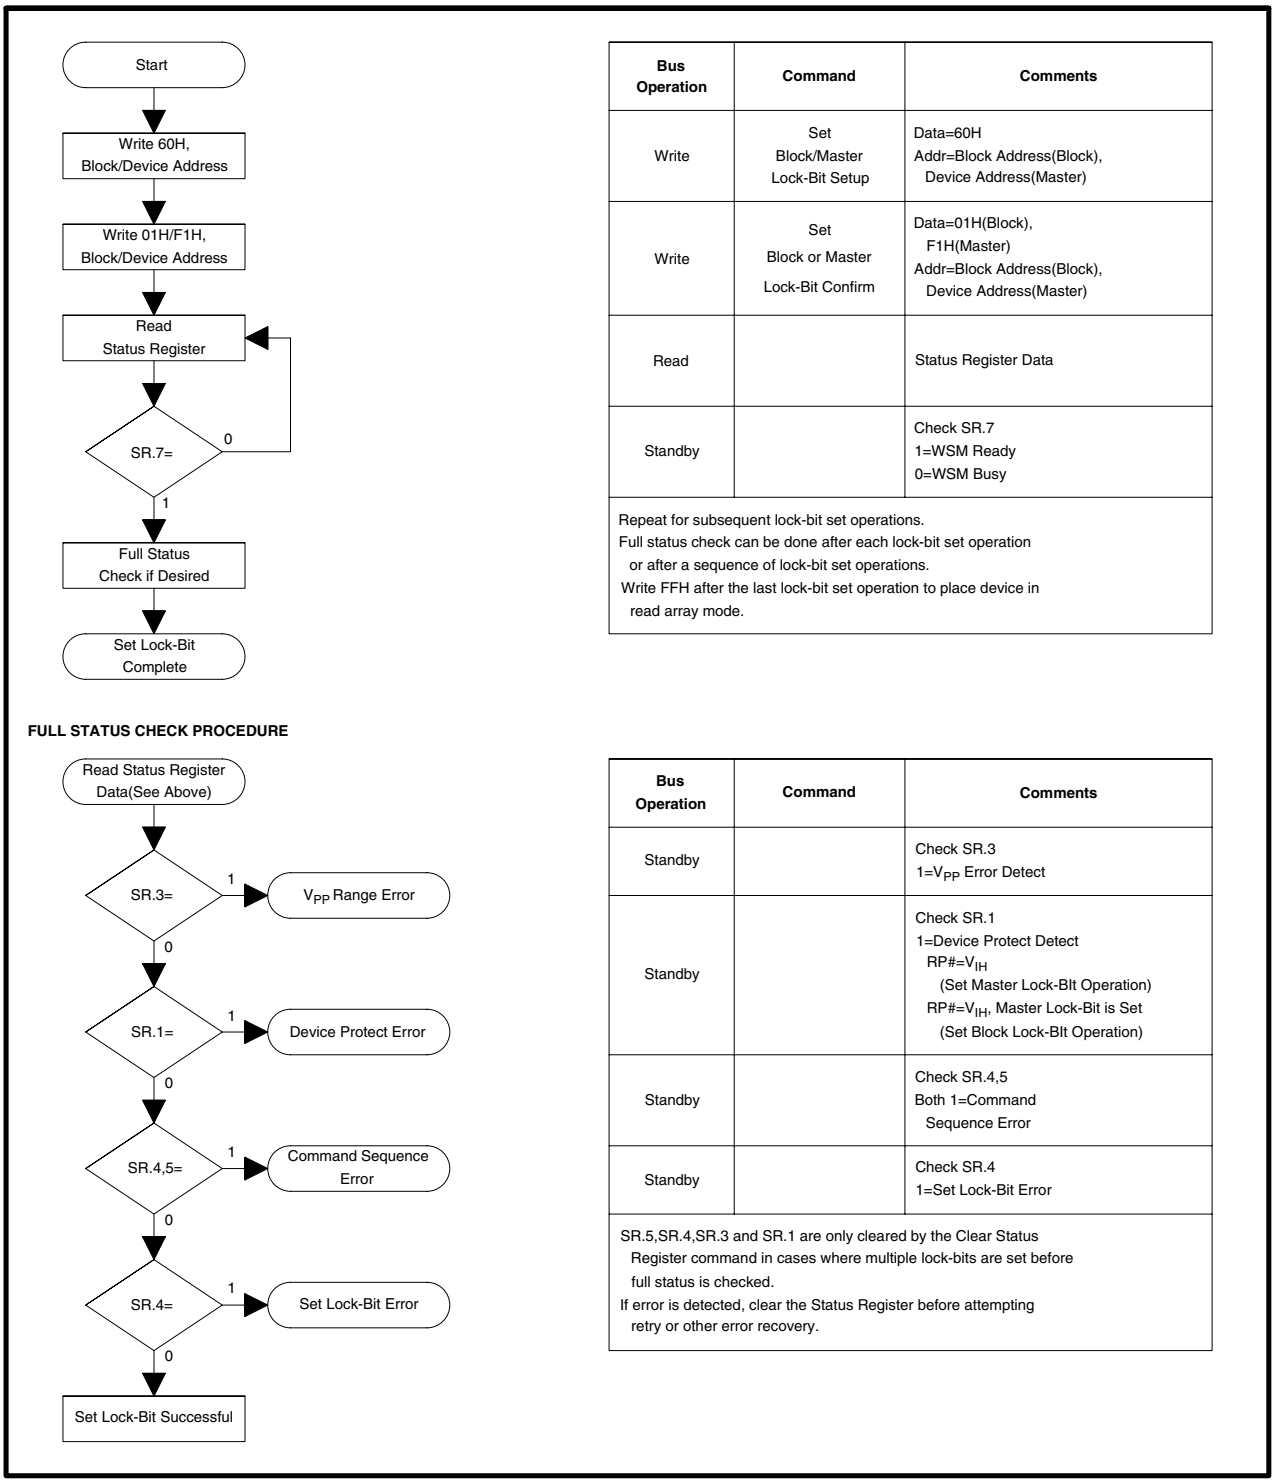 Start
Write 60H,
Block/Device Address
Write 01H/F1H,
Block/Device Address
Read
Status Register
SR.7=
0
1
Full Status
Check if Desired
Set Lock-Bit
Complete
Bus
Operation
Command
Comments
Write
Set
Block/Master
Lock-Bit Setup
Data=60H
Addr=Block Address(Block),
Device Address(Master)
Write
Set
Block or Master
Lock-Bit Confirm
Data=01H(Block),
F1H(Master)
Addr=Block Address(Block),
Device Address(Master)
Read
Status Register Data
Standby
Check SR.7
1=WSM Ready
0=WSM Busy
Repeat for subsequent lock-bit set operations.
Full status check can be done after each lock-bit set operation
or after a sequence of lock-bit set operations.
Write FFH after the last lock-bit set operation to place device in
read array mode.
FULL STATUS CHECK PROCEDURE
Read Status Register
Data(See Above)
SR.3=
1
VPP Range Error
0
SR.1=
1
Device Protect Error
0
SR.4,5=
1
Command Sequence
Error
0
SR.4=
1
Set Lock-Bit Error
0
Set Lock-Bit Successful
Bus
Operation
Command
Comments
Standby
Check SR.3
1=VPP Error Detect
Standby
Check SR.1
1=Device Protect Detect
RP#=VIH
(Set Master Lock-BIt Operation)
RP#=VIH, Master Lock-Bit is Set
(Set Block Lock-BIt Operation)
Standby
Check SR.4,5
Both 1=Command
Sequence Error
Standby
Check SR.4
1=Set Lock-Bit Error
SR.5,SR.4,SR.3 and SR.1 are only cleared by the Clear Status
Register command in cases where multiple lock-bits are set before
full status is checked.
If error is detected, clear the Status Register before attempting
retry or other error recovery.